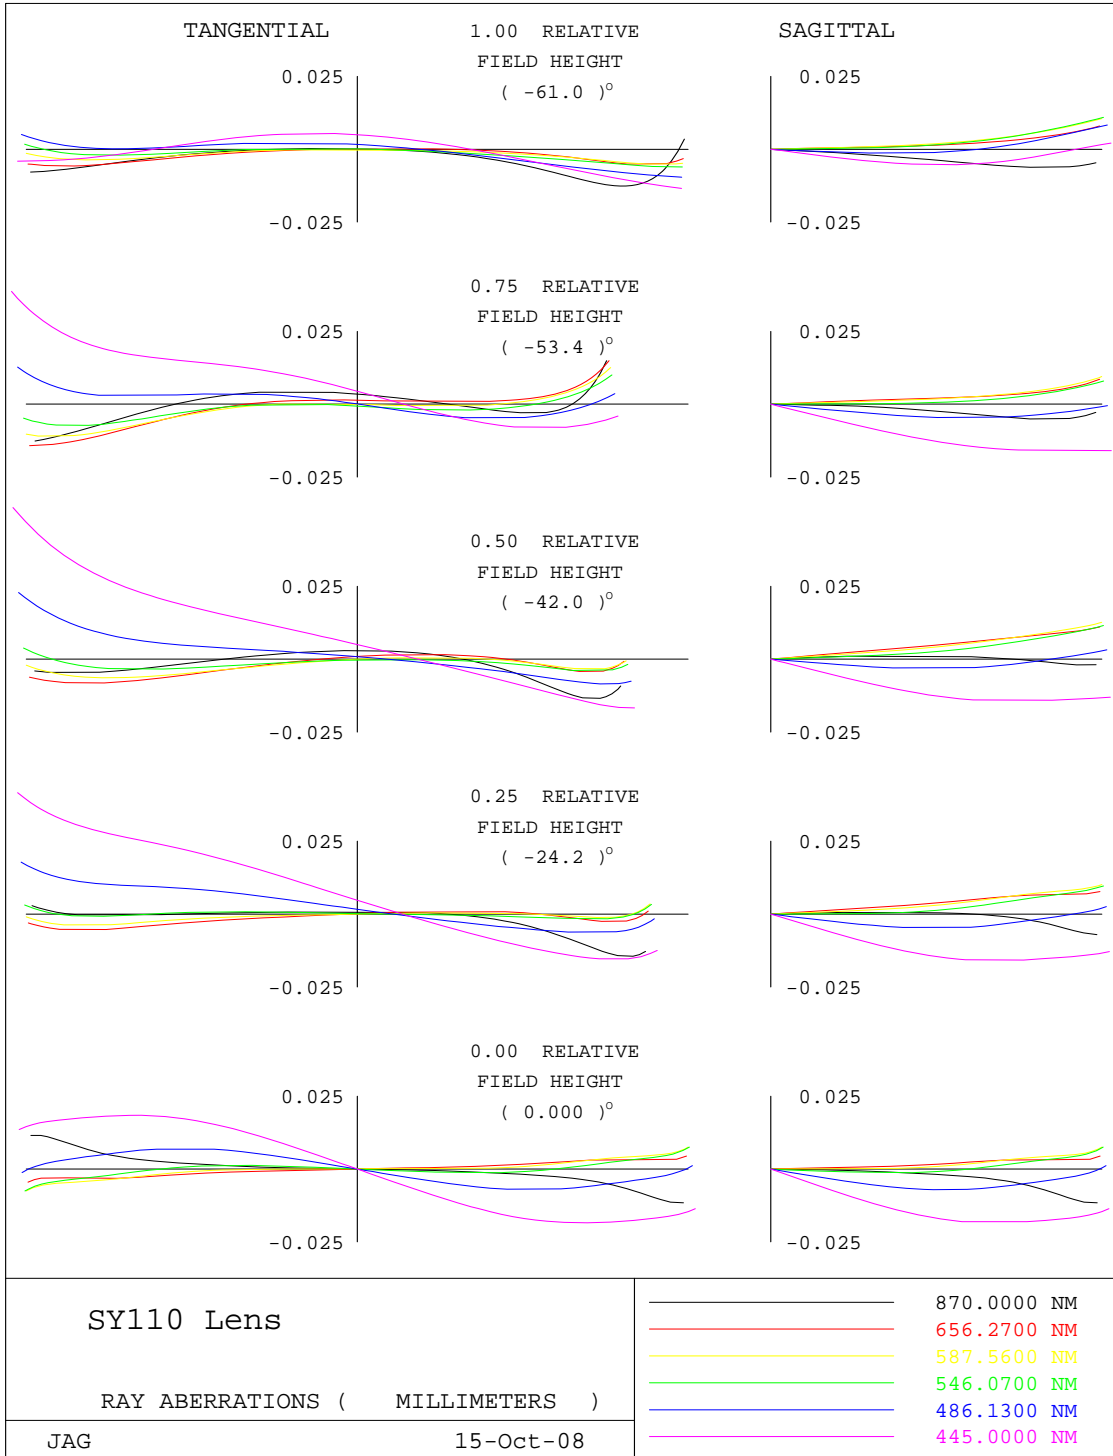 TANGENTIAL
1.00 RELATIVE
SAGITTAL
FIELD HEIGHT
( -61.0 )°
0.025
0.025
-0.025
-0.025
0.75 RELATIVE
FIELD HEIGHT
( -53.4 )°
0.025
0.025
-0.025
-0.025
0.50 RELATIVE
FIELD HEIGHT
( -42.0 )°
0.025
0.025
-0.025
-0.025
0.25 RELATIVE
FIELD HEIGHT
( -24.2 )°
0.025
0.025
-0.025
-0.025
0.00 RELATIVE
FIELD HEIGHT
( 0.000 )°
0.025
0.025
-0.025
-0.025
SY110 Lens
RAY ABERRATIONS ( MILLIMETERS )
JAG 15-Oct-08
870.0000 NM
656.2700 NM
587.5600 NM
546.0700 NM
486.1300 NM
445.0000 NM